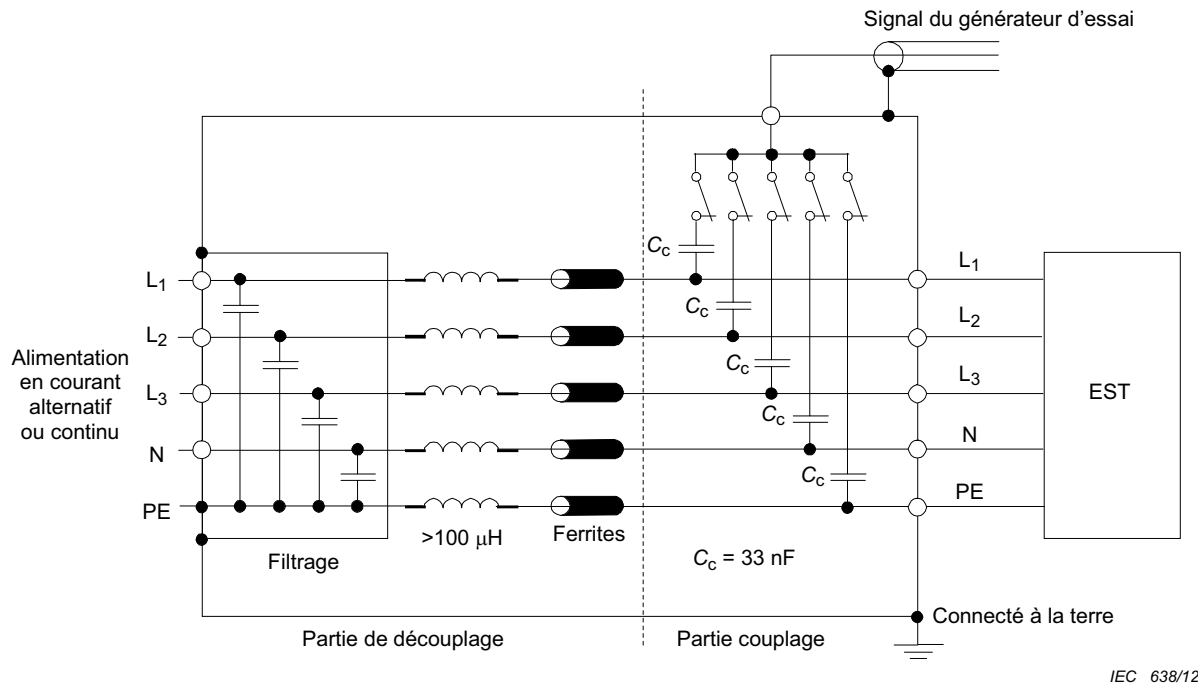 Signal du générateur d'essai
Cc
L1
L1
Cc
L2
L2
Alimentation
en courant
alternatif
ou continu
Cc
L3
L3
EST
Cc
N
N
Cc
PE
PE
>100 μH
Ferrites
Filtrage
Cc = 33 nF
Connecté à la terre
Partie de découplage
Partie couplage
IEC 638/12